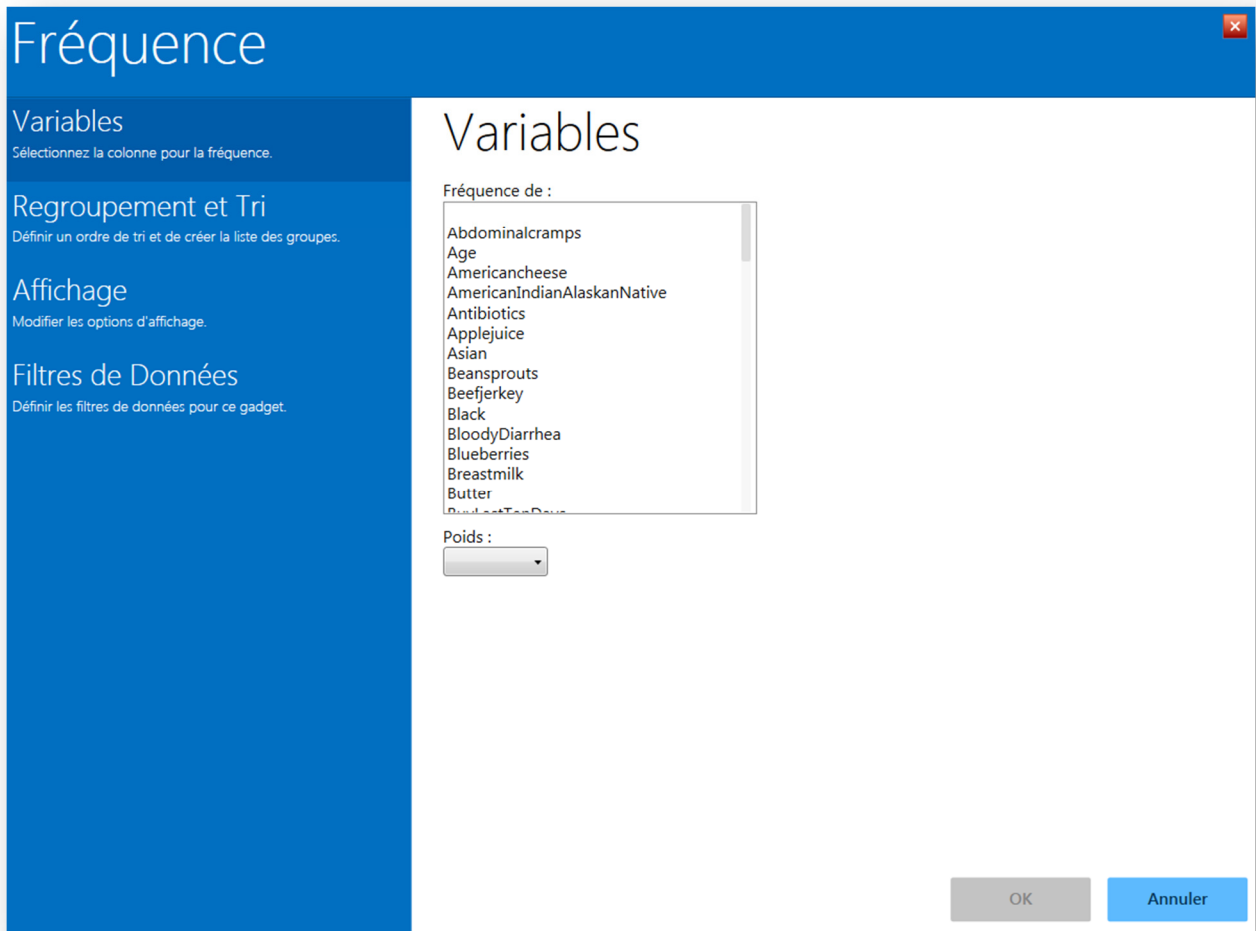 Fréquence
Variables
Sélectionnez la colonne pour la fréquence.
Regroupement et Tri
Définir un ordre de tri et de créer la liste des groupes.
Affichage
Modifier les options d'affichage.
Filtres de Données
Définir les filtres de données pour ce gadget.
Variables
Fréquence de :
Abdominalcramps
Age
Americancheese
AmericanIndianAlaskanNative
Antibiotics
Applejuice
Asian
Beansprouts
Beefjerkey
Black
BloodyDiarrhea
Blueberries
Breastmilk
Butter
BuyLastTenDays
Poids :
OK
Annuler